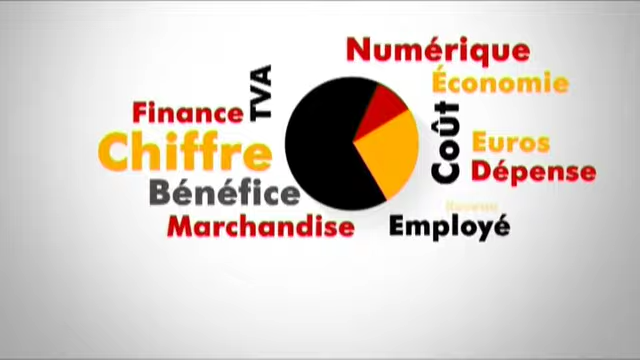 Numérique
Économie
TVA
Finance
Coût
Chiffre
Euros
Dépense
Bénéfice
Marchandise
Employé